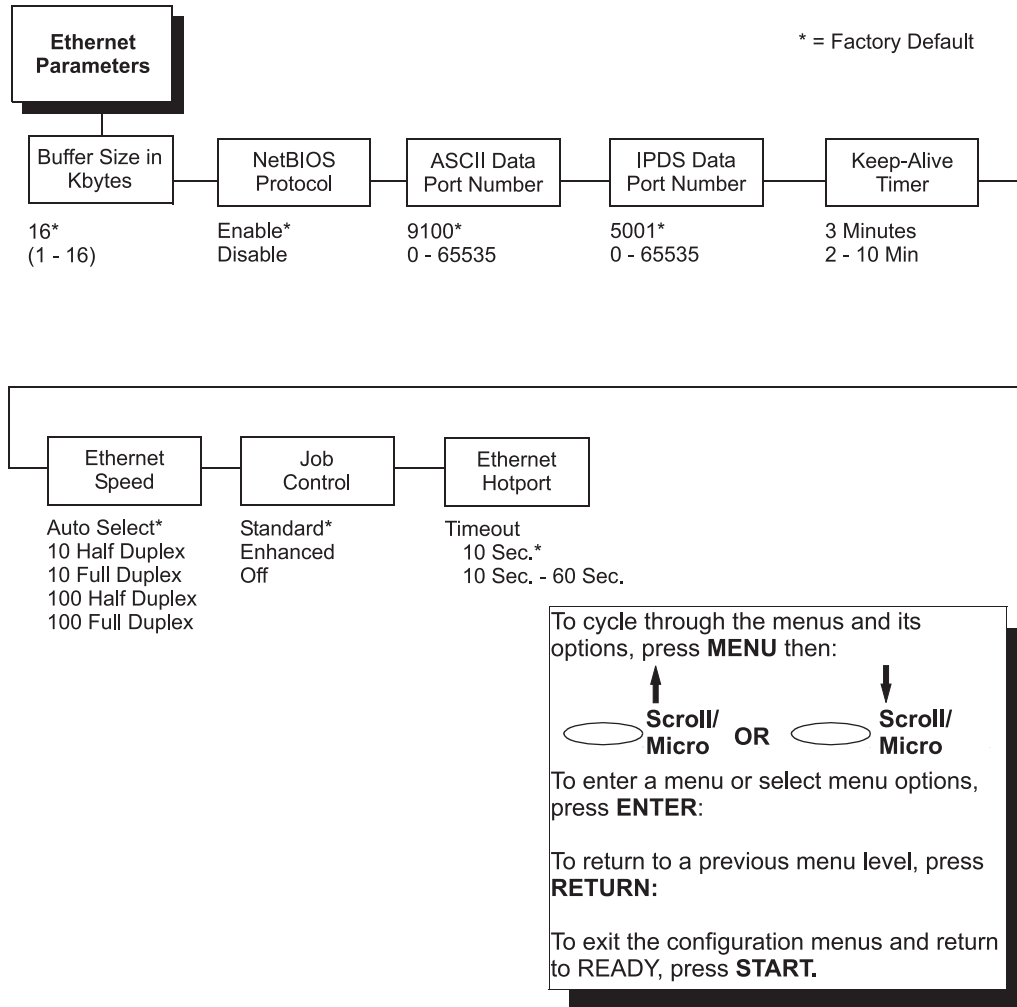 Ethernet
Parameters
* = Factory Default
Buffer Size in
Kbytes
16*
(1 - 16)
NetBIOS
Protocol
Enable*
Disable
ASCII Data
Port Number
9100*
0 - 65535
IPDS Data
Port Number
5001*
0 - 65535
Keep-Alive
Timer
3 Minutes
2 - 10 Min
Ethernet
Speed
Auto Select*
10 Half Duplex
10 Full Duplex
100 Half Duplex
100 Full Duplex
Job
Control
Standard*
Enhanced
Off
Ethernet
Hotport
Timeout
10 Sec.*
10 Sec. - 60 Sec.
To cycle through the menus and its
options, press MENU then:
Scroll/
Micro
OR
Scroll/
Micro
To enter a menu or select menu options,
press ENTER:
To return to a previous menu level, press
RETURN:
To exit the configuration menus and return
to READY, press START.